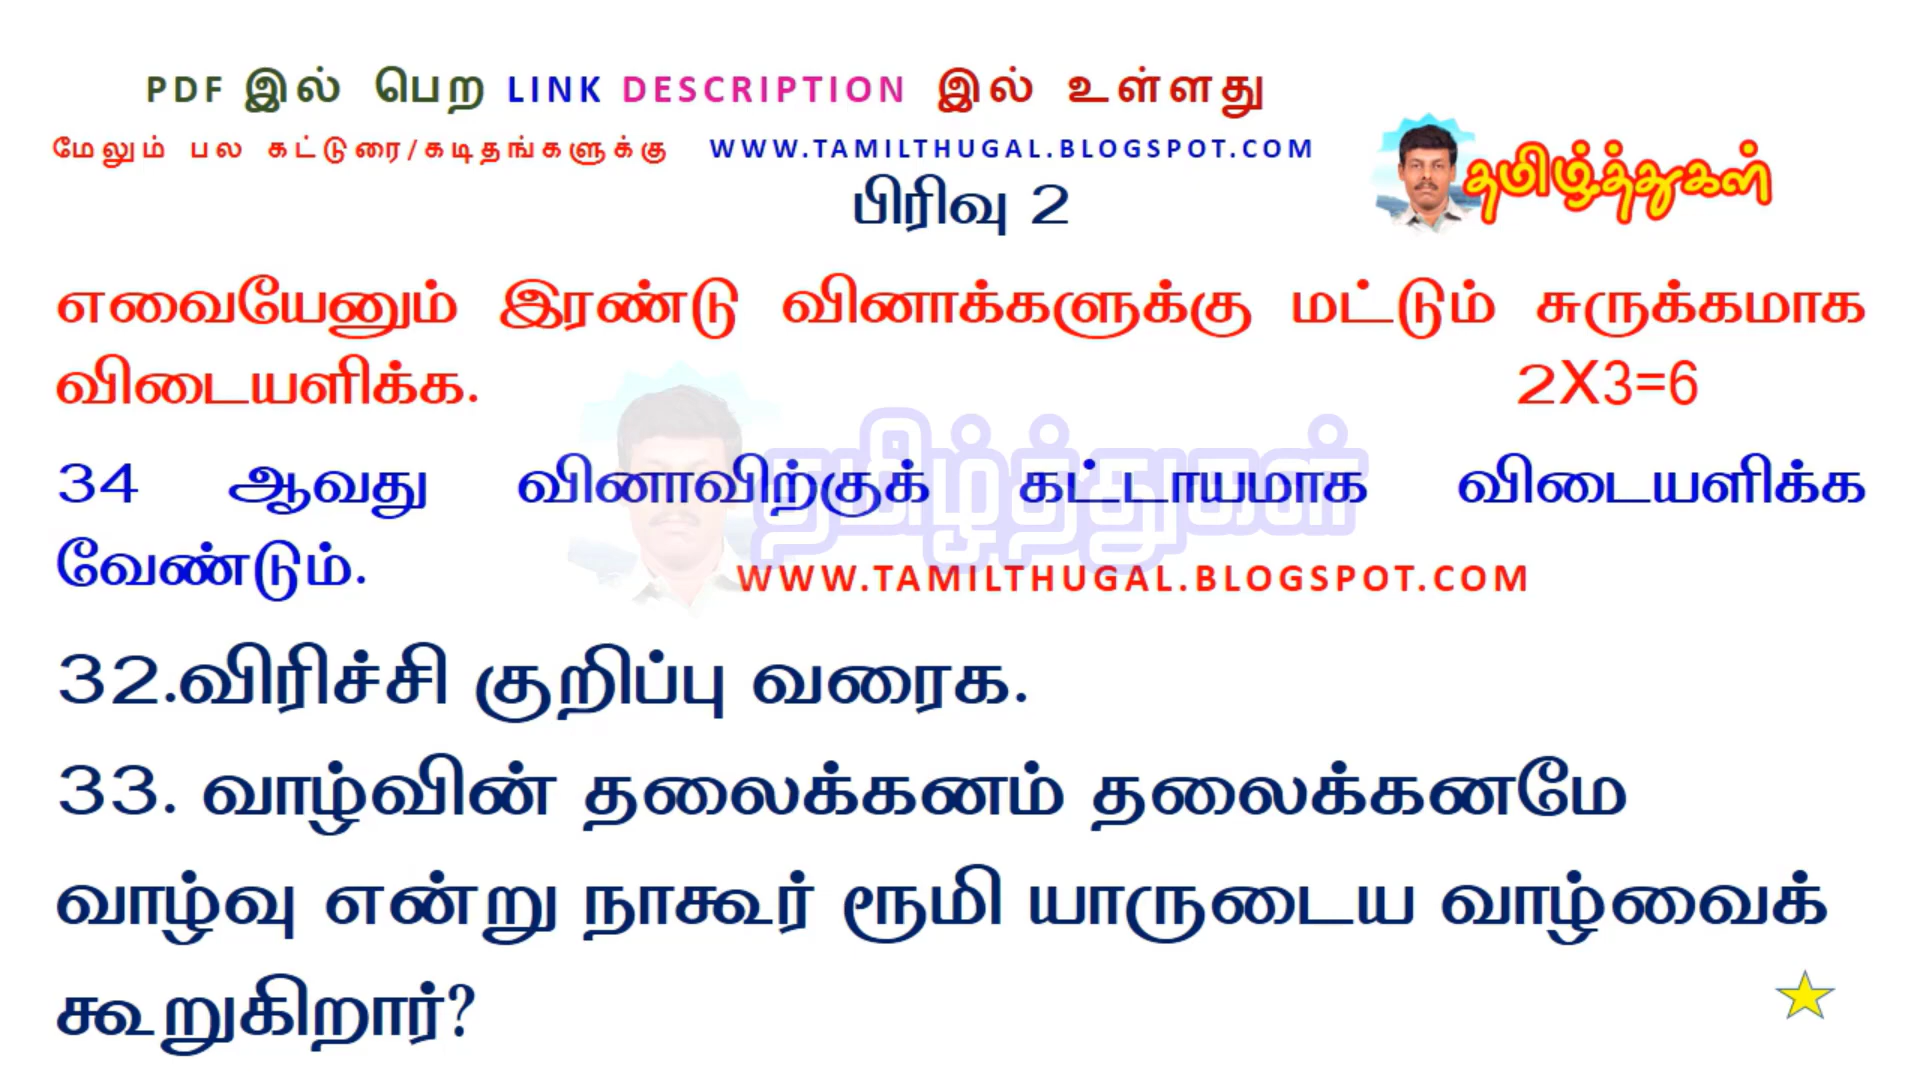 PDF இல் பெற LINK DESCRIPTION இல் உள்ளது
மேலும் பல கட்டுரை/கடிதங்களுக்கு WWW.TAMILTHUGAL.BLOGSPOT.COM
தமிழ்த்துகள்
பிரிவு 2
எவையேனும் இரண்டு வினாக்களுக்கு மட்டும் சுருக்கமாக
விடையளிக்க. 2X3=6
தமிழ்த்துகள்
34 ஆவது வினாவிற்குக் கட்டாயமாக விடையளிக்க
வேண்டும்.
WWW.TAMILTHUGAL.BLOGSPOT.COM
32.விரிச்சி குறிப்பு வரைக.
33. வாழ்வின் தலைக்கனம் தலைக்கனமே
வாழ்வு என்று நாகூர் ரூமி யாருடைய வாழ்வைக்
கூறுகிறார்?